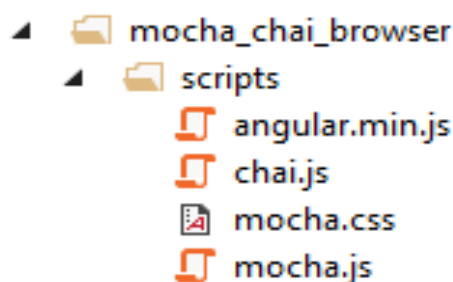 mocha_chai_browser
scripts
angular.min.js
chai.js
mocha.css
mocha.js